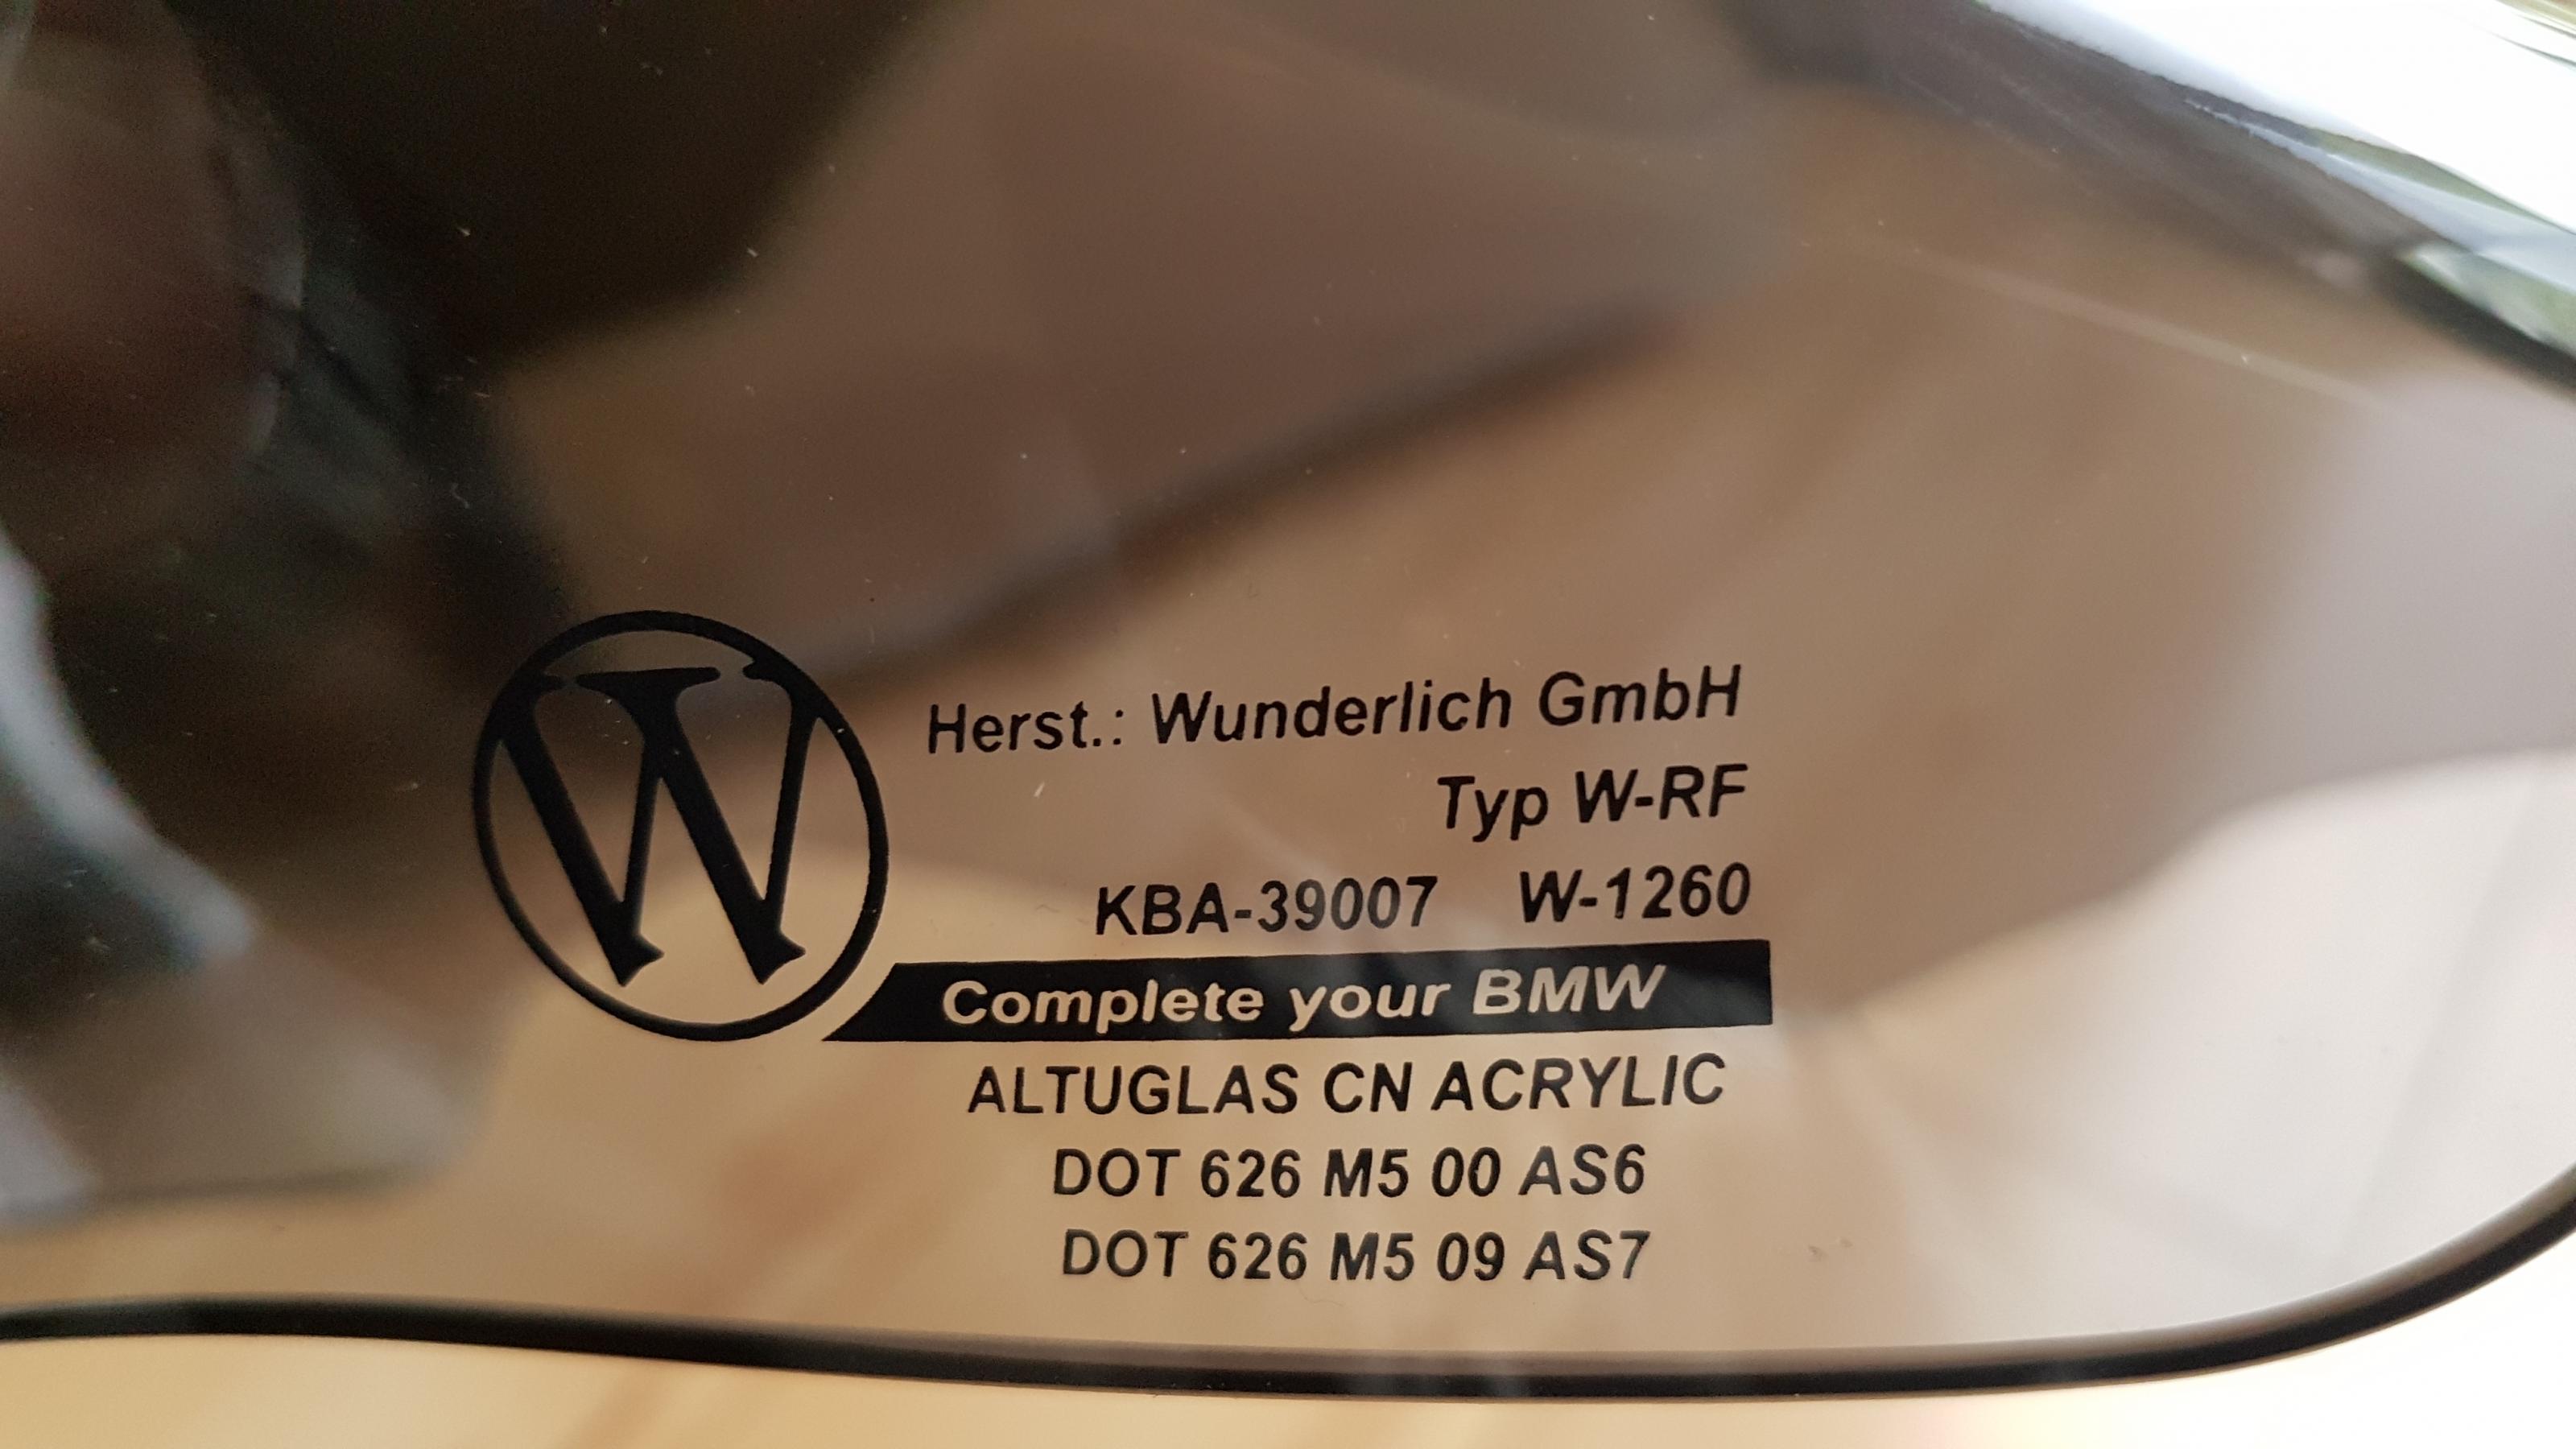 W
Herst.: Wunderlich GmbH
Typ W-RF
KBA-39007 W-1260
Complete your BMW
ALTUGLAS CN ACRYLIC
DOT 626 M5 00 AS6
DOT 626 M5 09 AS7